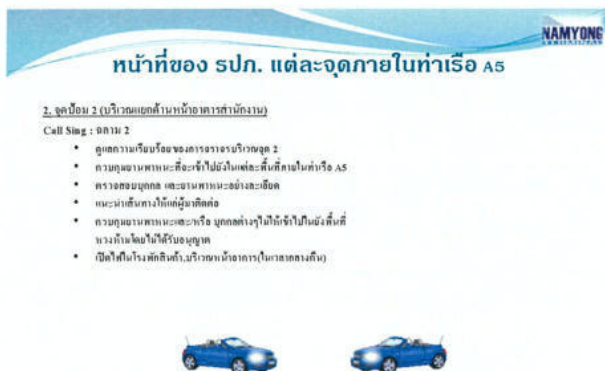 NAMYONG
TERMINAL
หน้าที่ของ รปภ. แต่ละจุดภายในท่าเรือ A5
2. จุดป้อม 2 (บริเวณแยกด้านหน้าอาคารสำนักงาน)
Call Sing : ฉลาม 2
• ดูแลความเรียบร้อยของการจราจรบริเวณจุด 2
• ควบคุมยานพาหนะที่จะเข้าไปยังในแต่ละพื้นที่ภายในท่าเรือ A5
• ตรวจสอบบุคคล และยานพาหนะอย่างละเอียด
• แนะนำเส้นทางให้แก่ผู้มาติดต่อ
• ควบคุมยานพาหนะและ/หรือ บุคคลต่างๆไม่ให้เข้าไปในยังพื้นที่
หวงห้ามโดยไม่ได้รับอนุญาต
• เปิดไฟในโรงพักสินค้า,บริเวณหน้าอาคาร(ในเวลากลางคืน)